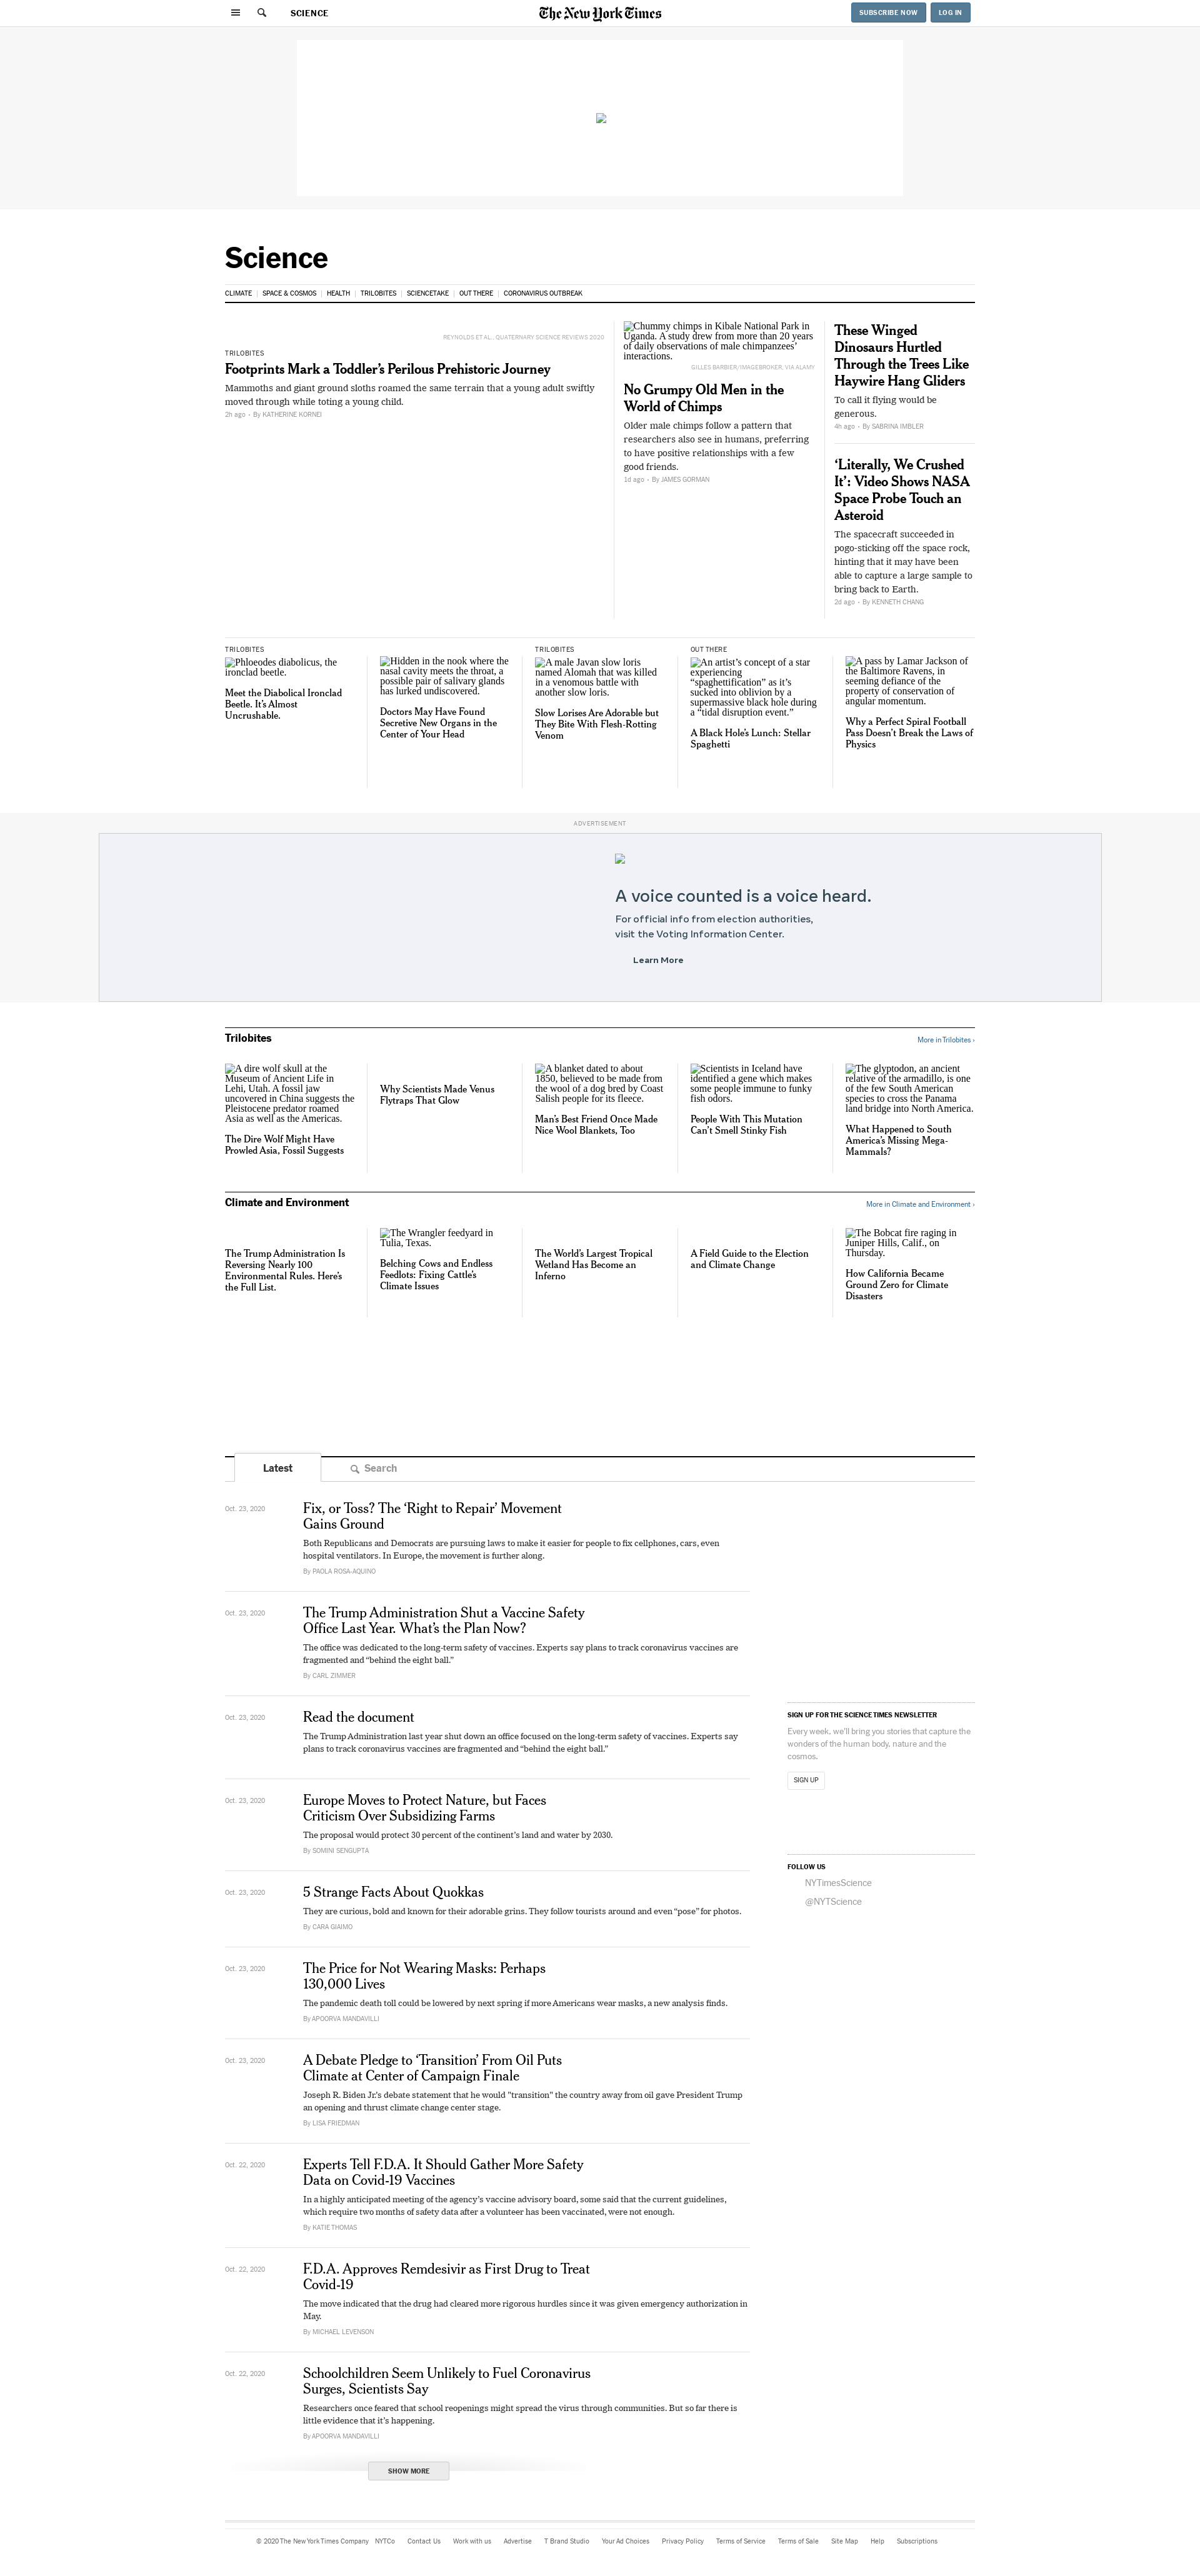 SCIENCE
The New York Times
SUBSCRIBE NOW
LOG IN
Science
CLIMATE | SPACE & COSMOS | HEALTH | TRILOBITES | SCIENCETAKE | OUT THERE | CORONAVIRUS OUTBREAK
REYNOLDS ET AL., QUATERNARY SCIENCE REVIEWS 2020
TRILOBITES
Footprints Mark a Toddler’s Perilous Prehistoric Journey
Mammoths and giant ground sloths roamed the same terrain that a young adult swiftly
moved through while toting a young child.
2h ago • By KATHERINE KORNEI
Chummy chimps in Kibale National Park in
Uganda. A study drew from more than 20 years
of daily observations of male chimpanzees’
interactions.
GILLES BARBIER/IMAGEBROKER, VIA ALAMY
No Grumpy Old Men in the
World of Chimps
Older male chimps follow a pattern that
researchers also see in humans, preferring
to have positive relationships with a few
good friends.
1d ago • By JAMES GORMAN
These Winged
Dinosaurs Hurtled
Through the Trees Like
Haywire Hang Gliders
To call it flying would be
generous.
4h ago • By SABRINA IMBLER
‘Literally, We Crushed
It’: Video Shows NASA
Space Probe Touch an
Asteroid
The spacecraft succeeded in
pogo-sticking off the space rock,
hinting that it may have been
able to capture a large sample to
bring back to Earth.
2d ago • By KENNETH CHANG
TRILOBITES
Phloeodes diabolicus, the
ironclad beetle.
Meet the Diabolical Ironclad
Beetle. It’s Almost
Uncrushable.
Hidden in the nook where the
nasal cavity meets the throat, a
possible pair of salivary glands
has lurked undiscovered.
Doctors May Have Found
Secretive New Organs in the
Center of Your Head
TRILOBITES
A male Javan slow loris
named Alomah that was killed
in a venomous battle with
another slow loris.
Slow Lorises Are Adorable but
They Bite With Flesh-Rotting
Venom
OUT THERE
An artist’s concept of a star
experiencing
“spaghettification” as it’s
sucked into oblivion by a
supermassive black hole during
a “tidal disruption event.”
A Black Hole’s Lunch: Stellar
Spaghetti
A pass by Lamar Jackson of
the Baltimore Ravens, in
seeming defiance of the
property of conservation of
angular momentum.
Why a Perfect Spiral Football
Pass Doesn’t Break the Laws of
Physics
ADVERTISEMENT
A voice counted is a voice heard.
For official info from election authorities,
visit the Voting Information Center.
Learn More
Trilobites
More in Trilobites ›
A dire wolf skull at the
Museum of Ancient Life in
Lehi, Utah. A fossil jaw
uncovered in China suggests the
Pleistocene predator roamed
Asia as well as the Americas.
The Dire Wolf Might Have
Prowled Asia, Fossil Suggests
Why Scientists Made Venus
Flytraps That Glow
A blanket dated to about
1850, believed to be made from
the wool of a dog bred by Coast
Salish people for its fleece.
Man’s Best Friend Once Made
Nice Wool Blankets, Too
Scientists in Iceland have
identified a gene which makes
some people immune to funky
fish odors.
People With This Mutation
Can’t Smell Stinky Fish
The glyptodon, an ancient
relative of the armadillo, is one
of the few South American
species to cross the Panama
land bridge into North America.
What Happened to South
America’s Missing Mega-
Mammals?
Climate and Environment
More in Climate and Environment ›
The Trump Administration Is
Reversing Nearly 100
Environmental Rules. Here’s
the Full List.
The Wrangler feedyard in
Tulia, Texas.
Belching Cows and Endless
Feedlots: Fixing Cattle’s
Climate Issues
The World’s Largest Tropical
Wetland Has Become an
Inferno
A Field Guide to the Election
and Climate Change
The Bobcat fire raging in
Juniper Hills, Calif., on
Thursday.
How California Became
Ground Zero for Climate
Disasters
Latest
Search
Oct. 23, 2020
Fix, or Toss? The ‘Right to Repair’ Movement
Gains Ground
Both Republicans and Democrats are pursuing laws to make it easier for people to fix cellphones, cars, even
hospital ventilators. In Europe, the movement is further along.
By PAOLA ROSA-AQUINO
Oct. 23, 2020
The Trump Administration Shut a Vaccine Safety
Office Last Year. What’s the Plan Now?
The office was dedicated to the long-term safety of vaccines. Experts say plans to track coronavirus vaccines are
fragmented and “behind the eight ball.”
By CARL ZIMMER
Oct. 23, 2020
Read the document
The Trump Administration last year shut down an office focused on the long-term safety of vaccines. Experts say
plans to track coronavirus vaccines are fragmented and “behind the eight ball.”
Oct. 23, 2020
Europe Moves to Protect Nature, but Faces
Criticism Over Subsidizing Farms
The proposal would protect 30 percent of the continent’s land and water by 2030.
By SOMINI SENGUPTA
Oct. 23, 2020
5 Strange Facts About Quokkas
They are curious, bold and known for their adorable grins. They follow tourists around and even “pose” for photos.
By CARA GIAIMO
Oct. 23, 2020
The Price for Not Wearing Masks: Perhaps
130,000 Lives
The pandemic death toll could be lowered by next spring if more Americans wear masks, a new analysis finds.
By APOORVA MANDAVILLI
Oct. 23, 2020
A Debate Pledge to ‘Transition’ From Oil Puts
Climate at Center of Campaign Finale
Joseph R. Biden Jr.’s debate statement that he would "transition" the country away from oil gave President Trump
an opening and thrust climate change center stage.
By LISA FRIEDMAN
Oct. 22, 2020
Experts Tell F.D.A. It Should Gather More Safety
Data on Covid-19 Vaccines
In a highly anticipated meeting of the agency’s vaccine advisory board, some said that the current guidelines,
which require two months of safety data after a volunteer has been vaccinated, were not enough.
By KATIE THOMAS
Oct. 22, 2020
F.D.A. Approves Remdesivir as First Drug to Treat
Covid-19
The move indicated that the drug had cleared more rigorous hurdles since it was given emergency authorization in
May.
By MICHAEL LEVENSON
Oct. 22, 2020
Schoolchildren Seem Unlikely to Fuel Coronavirus
Surges, Scientists Say
Researchers once feared that school reopenings might spread the virus through communities. But so far there is
little evidence that it’s happening.
By APOORVA MANDAVILLI
SHOW MORE
SIGN UP FOR THE SCIENCE TIMES NEWSLETTER
Every week, we’ll bring you stories that capture the
wonders of the human body, nature and the
cosmos.
SIGN UP
FOLLOW US
NYTimesScience
@NYTScience
© 2020 The New York Times Company NYTCo Contact Us Work with us Advertise T Brand Studio Your Ad Choices Privacy Policy Terms of Service Terms of Sale Site Map Help Subscriptions